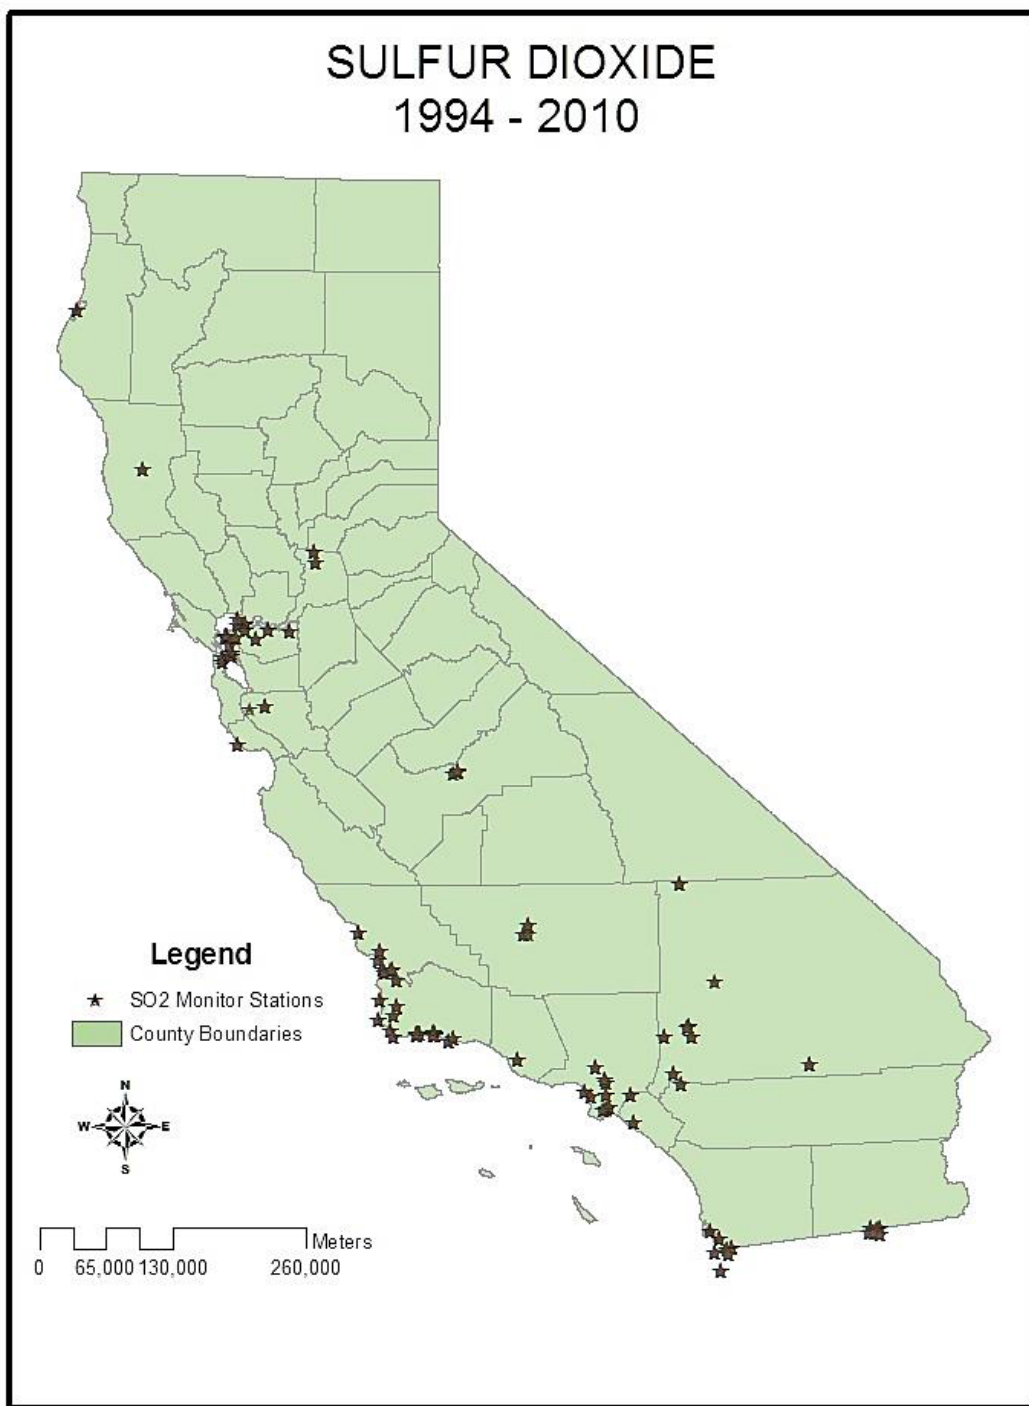 SULFUR DIOXIDE
1994 - 2010
Legend
SO2 Monitor Stations
County Boundaries
N
W E
S
Meters
0 65,000 130,000 260,000